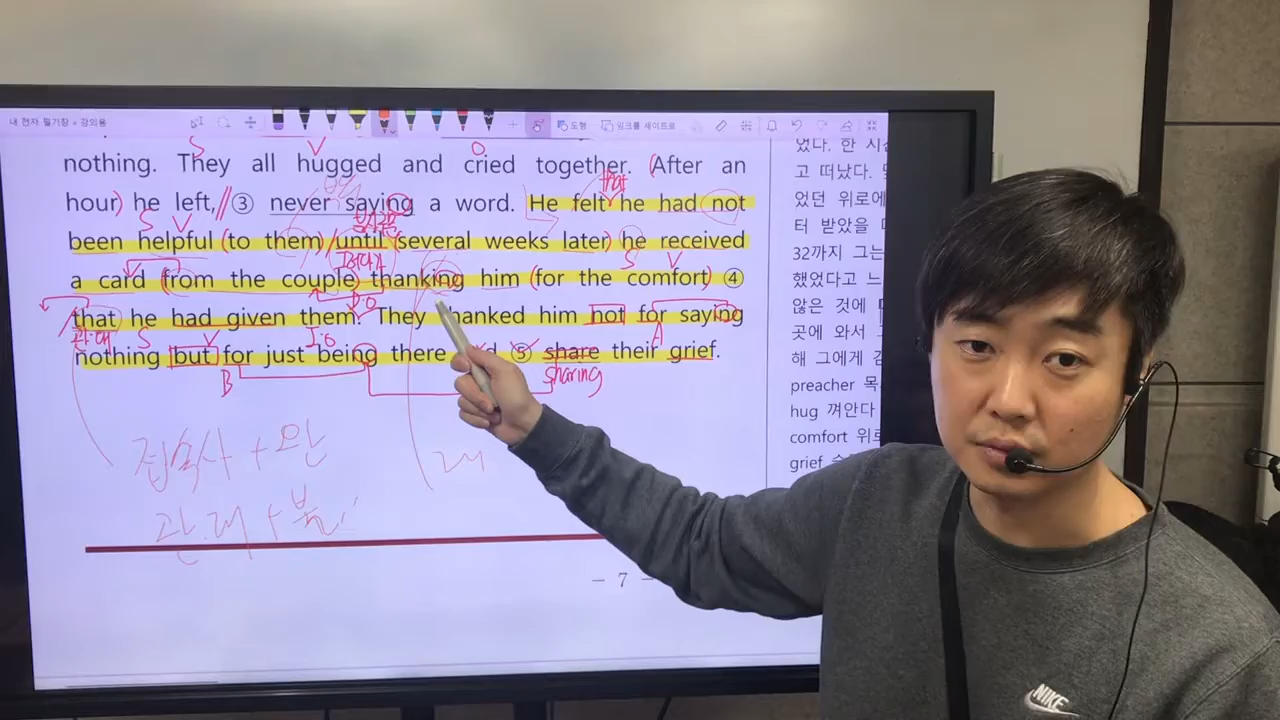 내 전자 필기장 • 강의용
도형
잉크를 셰이프로
S V O
nothing. They all hugged and cried together. (After an
that
hour) he left, // ③ never saying a word. He felt he had not
S V
been helpful (to them) / until (several weeks later) he received
S V
a card (from the couple) thanking him (for the comfort) ④
that he had given them. They thanked him not for saying
관대 S V I.O D.O A
nothing but for just being there and ⑤ share their grief.
B sharing
접속사 + 완
관.대 + 불.
- 7 -
었다. 한 시
고 떠났다.
었던 위로에
터 받았을
32까지 그는
했었다고 느
않은 것에
곳에 와서
해 그에게 감
preacher 목
hug 껴안다
comfort 위로
grief 슬
NIKE